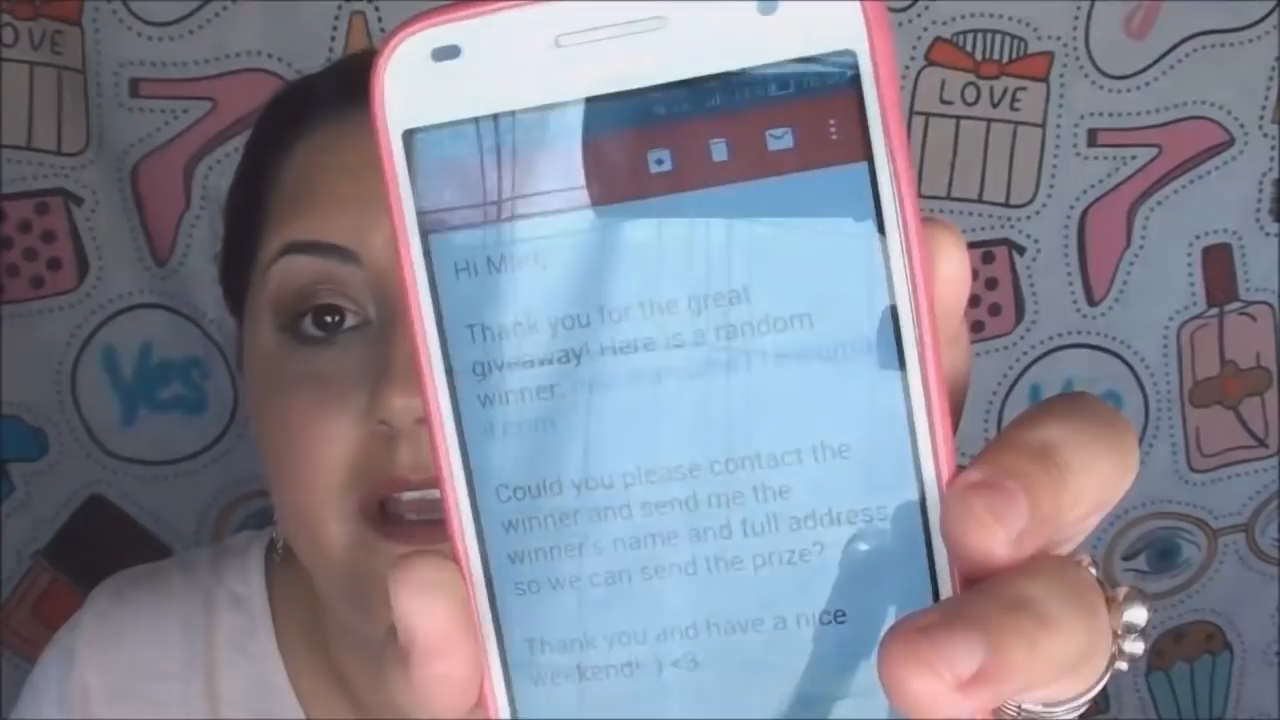 OVE
LOVE
Yes
Hi Mimi,
Thank you for the great
giveaway! Here is a random
winner:
Could you please contact the
winner and send me the
winner's name and full address
so we can send the prize?
Thank you and have a nice
weekend! :) <3